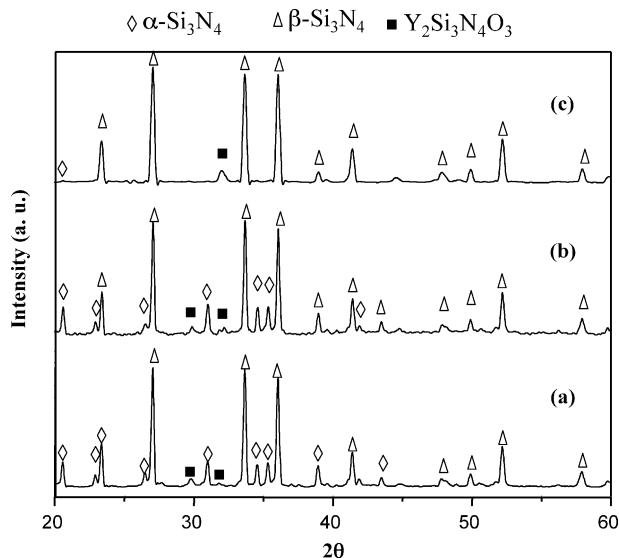 ◇ α-Si₃N₄ △ β-Si₃N₄ ■ Y₂Si₃N₄O₃
(c)
(b)
(a)
Intensity (a. u.)
20 30 40 50 60
2θ